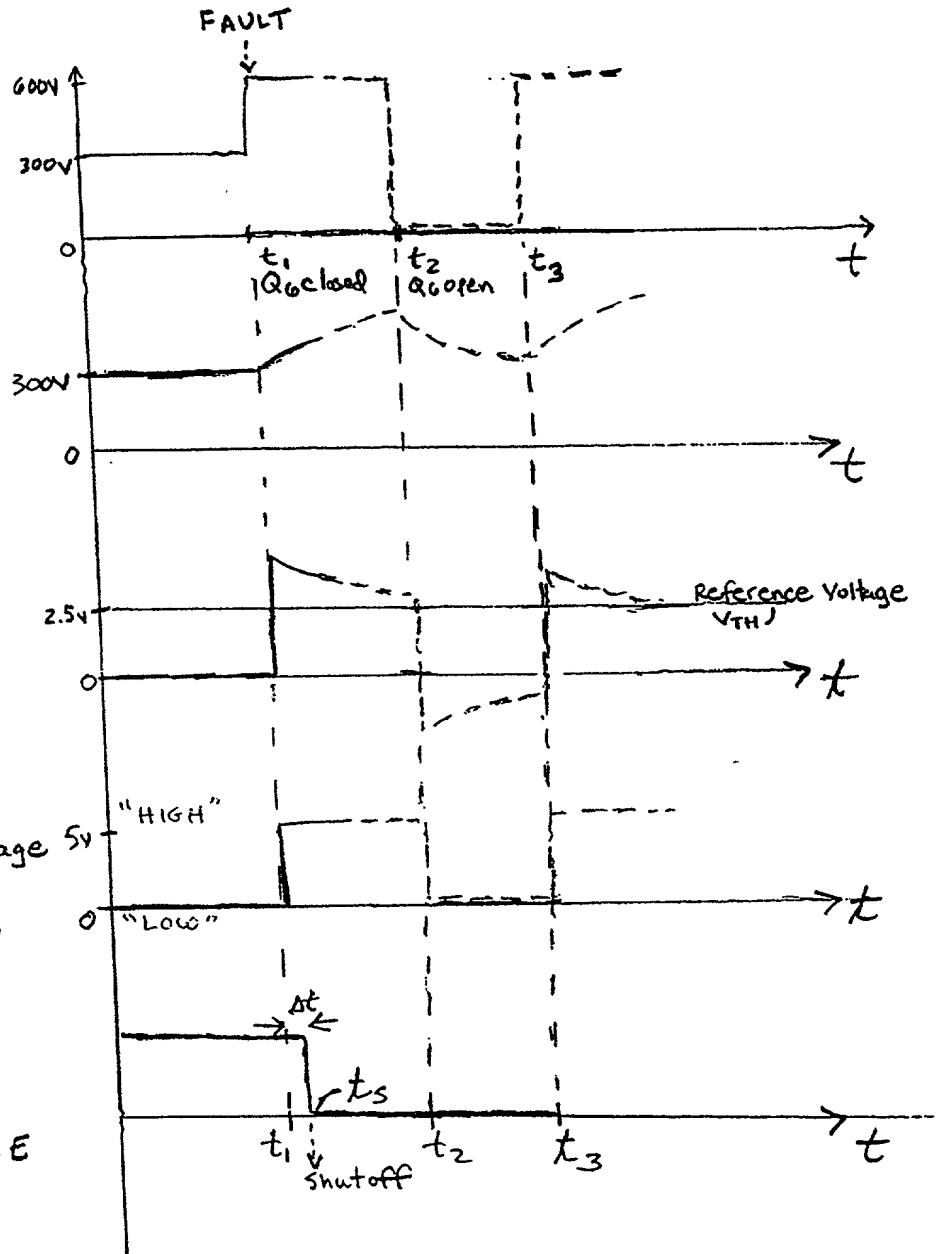 FAULT
600V
300V
0
t1 t2 t3 t
Q6 closed Q6 open
300V
0
t
2.5V
Reference Voltage
VTH
0
t
"HIGH"
age 5V
0
t
"LOW"
Δt
ts
t1 t2 t3 t
E
shutoff